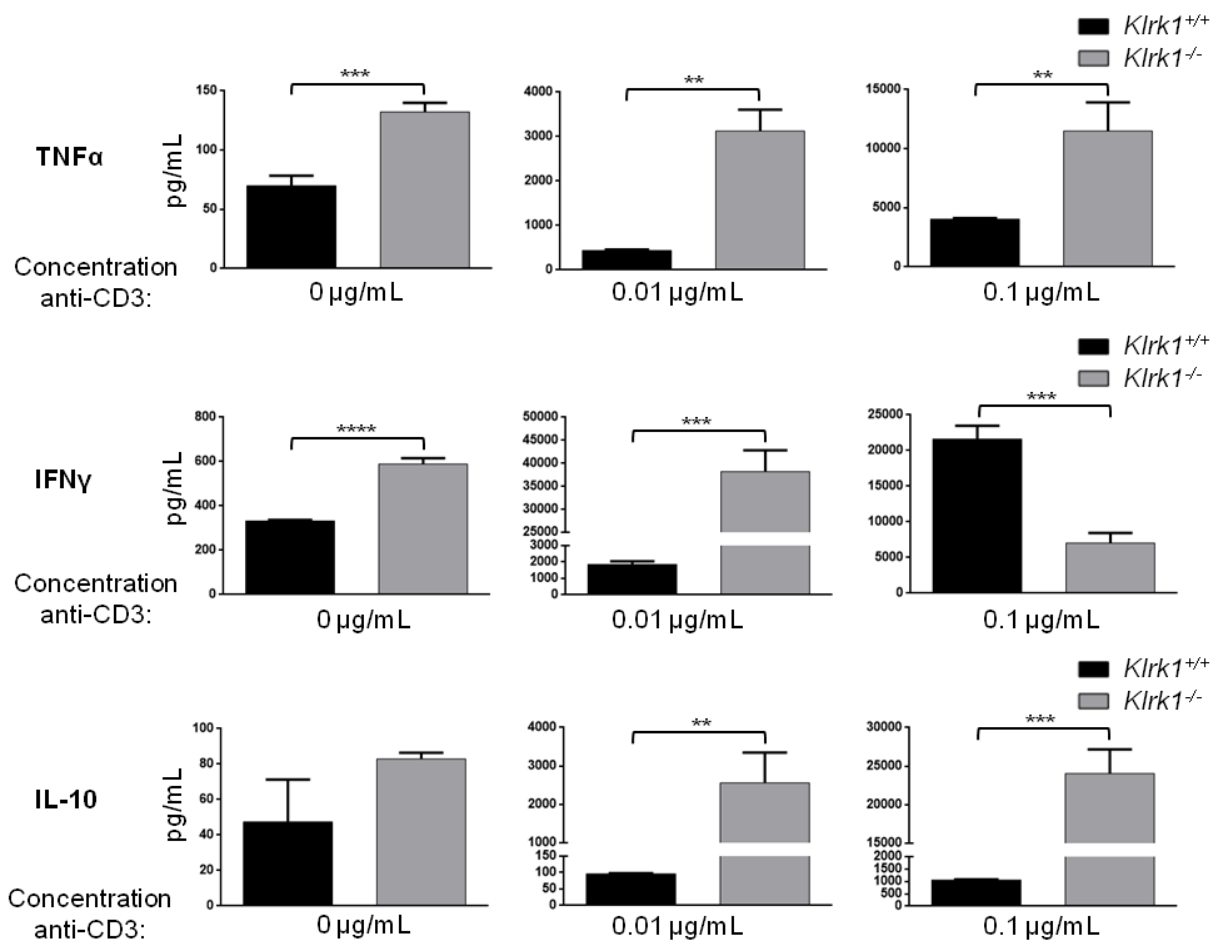 Klrk1+/+
Klrk1-/-
***
**
**
150
100
50
0
4000
3000
2000
1000
0
15000
10000
5000
0
TNFα
pg/mL
Concentration
anti-CD3:
0 µg/mL
0.01 µg/mL
0.1 µg/mL
Klrk1+/+
Klrk1-/-
****
***
***
800
600
400
200
0
50000
45000
40000
35000
30000
25000
3000
2000
1000
0
25000
20000
15000
10000
5000
0
IFNγ
pg/mL
Concentration
anti-CD3:
0 µg/mL
0.01 µg/mL
0.1 µg/mL
Klrk1+/+
Klrk1-/-
**
***
100
80
60
40
20
0
4000
3000
2000
1000
150
100
50
0
30000
25000
20000
15000
2000
1500
1000
500
0
IL-10
pg/mL
Concentration
anti-CD3:
0 µg/mL
0.01 µg/mL
0.1 µg/mL